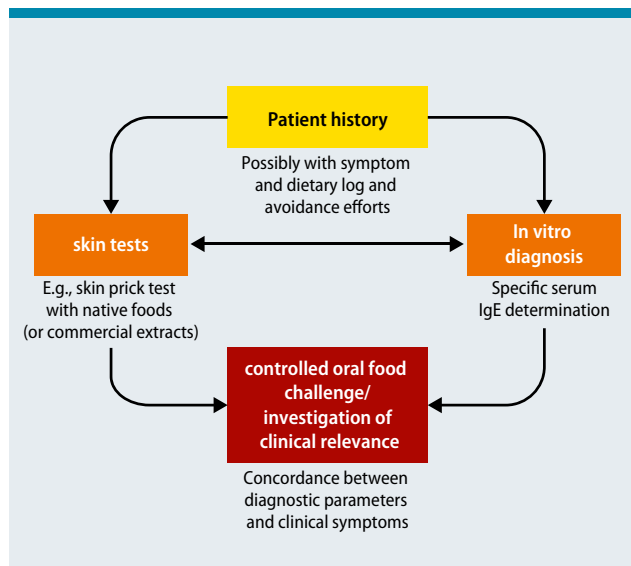 Patient history
Possibly with symptom
and dietary log and
avoidance efforts
skin tests
E.g., skin prick test
with native foods
(or commercial extracts)
In vitro
diagnosis
Specific serum
IgE determination
controlled oral food
challenge/
investigation of
clinical relevance
Concordance between
diagnostic parameters
and clinical symptoms